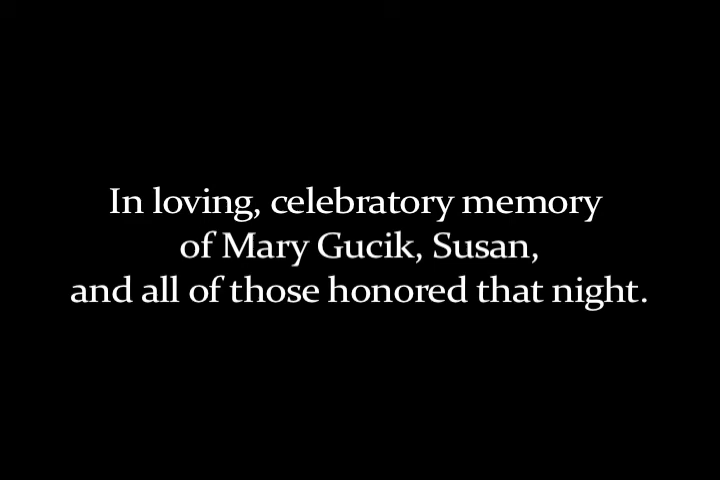 In loving, celebratory memory
of Mary Gucik, Susan,
and all of those honored that night.